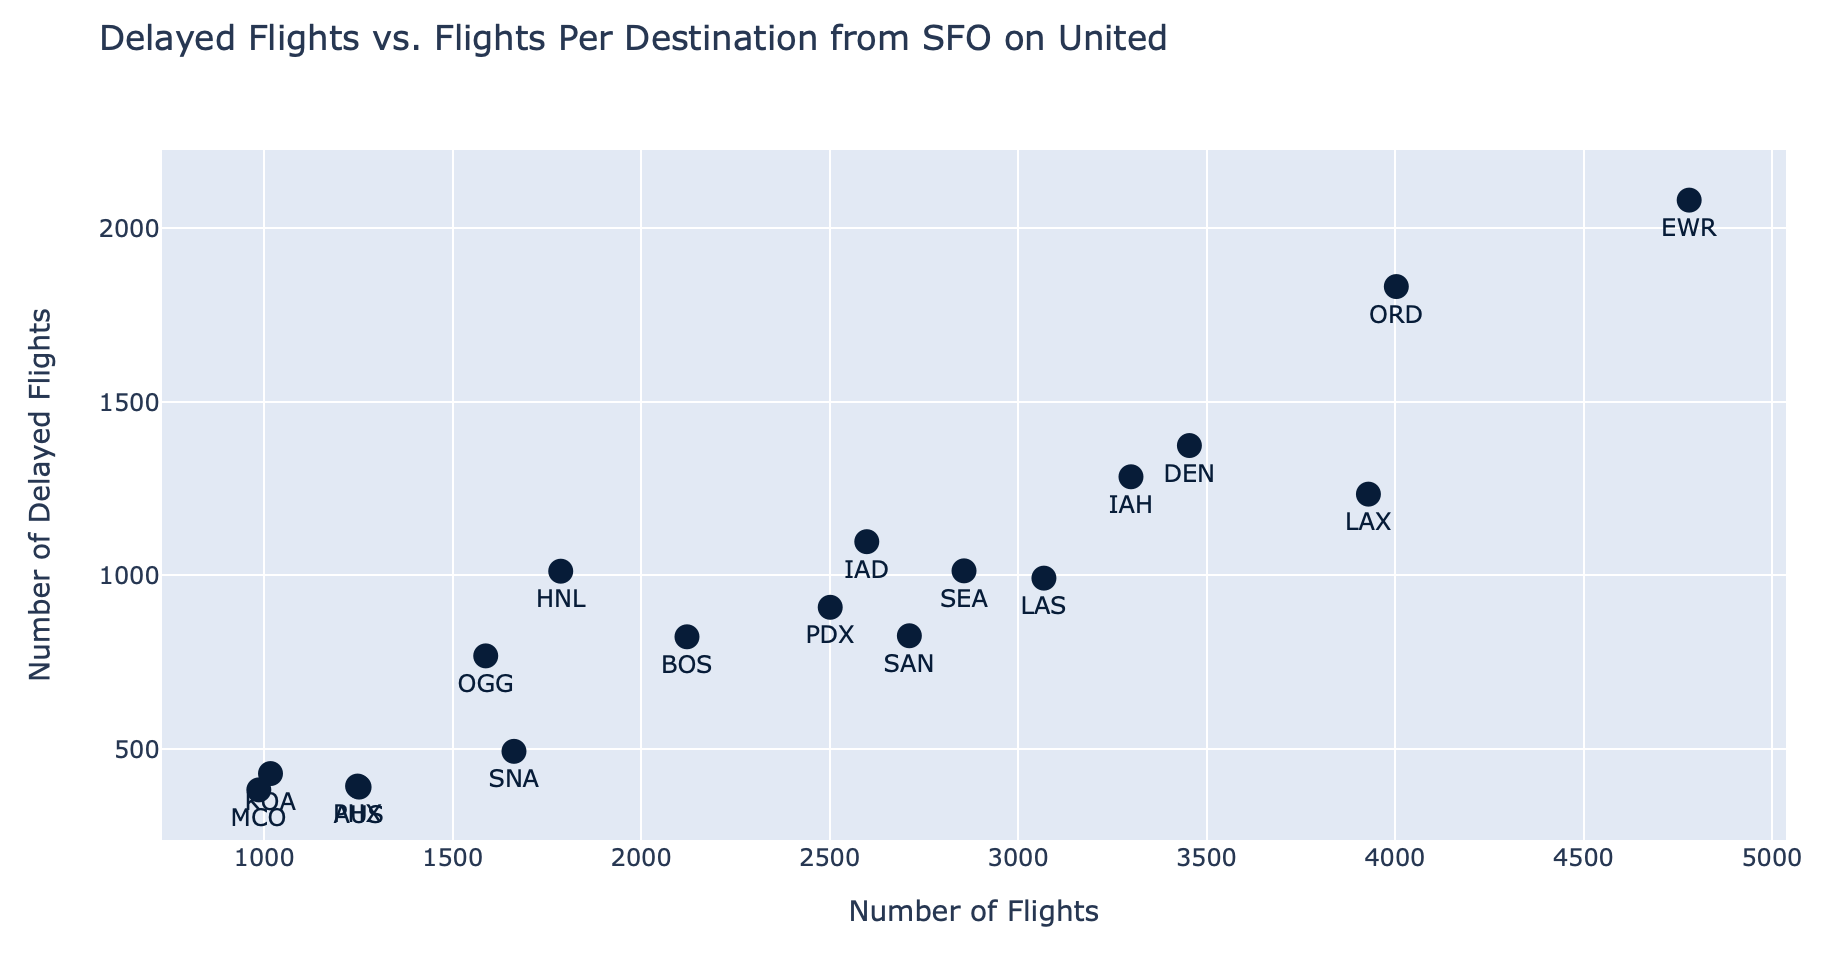 Delayed Flights vs. Flights Per Destination from SFO on United
Number of Delayed Flights
2000
1500
1000
500
EWR
ORD
DEN
IAH
LAX
IAD
HNL
SEA
LAS
PDX
BOS
SAN
OGG
SNA
KOA
MCO
PHX
AUS
1000 1500 2000 2500 3000 3500 4000 4500 5000
Number of Flights